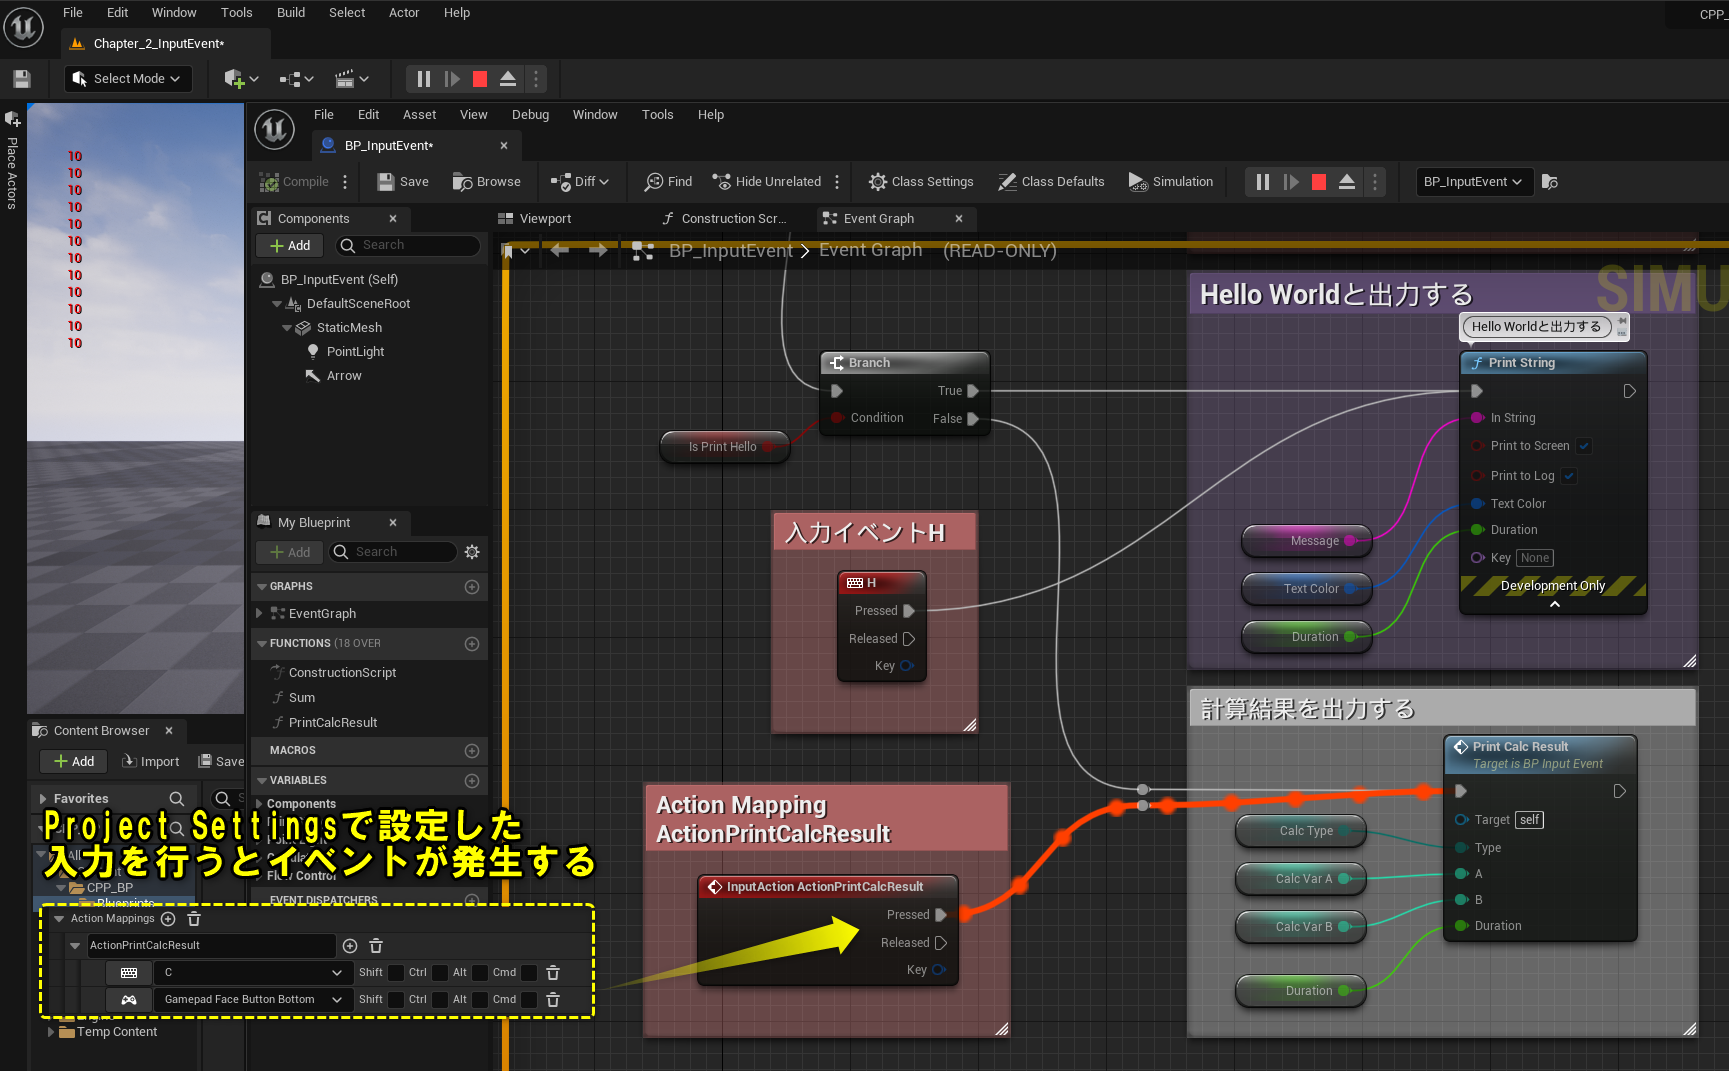 File Edit Window Tools Build Select Actor Help
CPP_
Chapter_2_InputEvent*
Select Mode
Place Actors
10
10
10
10
10
10
10
10
10
10
10
10
File Edit Asset View Debug Window Tools Help
BP_InputEvent*
Compile Save Browse Diff Find Hide Unrelated Class Settings Class Defaults Simulation BP_InputEvent
Components
Add Search
BP_InputEvent (Self)
DefaultSceneRoot
StaticMesh
PointLight
Arrow
My Blueprint
Add Search
GRAPHS
EventGraph
FUNCTIONS (18 OVER
ConstructionScript
Sum
PrintCalcResult
MACROS
VARIABLES
Components
Flow Control
EVENT DISPATCHERS
Viewport Construction Scr... Event Graph
BP_InputEvent > Event Graph (READ-ONLY)
SIMU
Branch
True
Condition False
Is Print Hello
入力イベントH
H
Pressed
Released
Key
Action Mapping
ActionPrintCalcResult
InputAction ActionPrintCalcResult
Pressed
Released
Key
Hello Worldと出力する
Hello Worldと出力する
Print String
In String
Print to Screen
Print to Log
Text Color
Duration
Key None
Development Only
Message
Text Color
Duration
計算結果を出力する
Print Calc Result
Target is BP Input Event
Target self
Type
A
B
Duration
Calc Type
Calc Var A
Calc Var B
Duration
Content Browser
Add Import Save
Favorites
Project Settingsで設定した
入力を行うとイベントが発生する
All
CPP_BP
Blueprints
Action Mappings
ActionPrintCalcResult
C Shift Ctrl Alt Cmd
Gamepad Face Button Bottom Shift Ctrl Alt Cmd
Temp Content